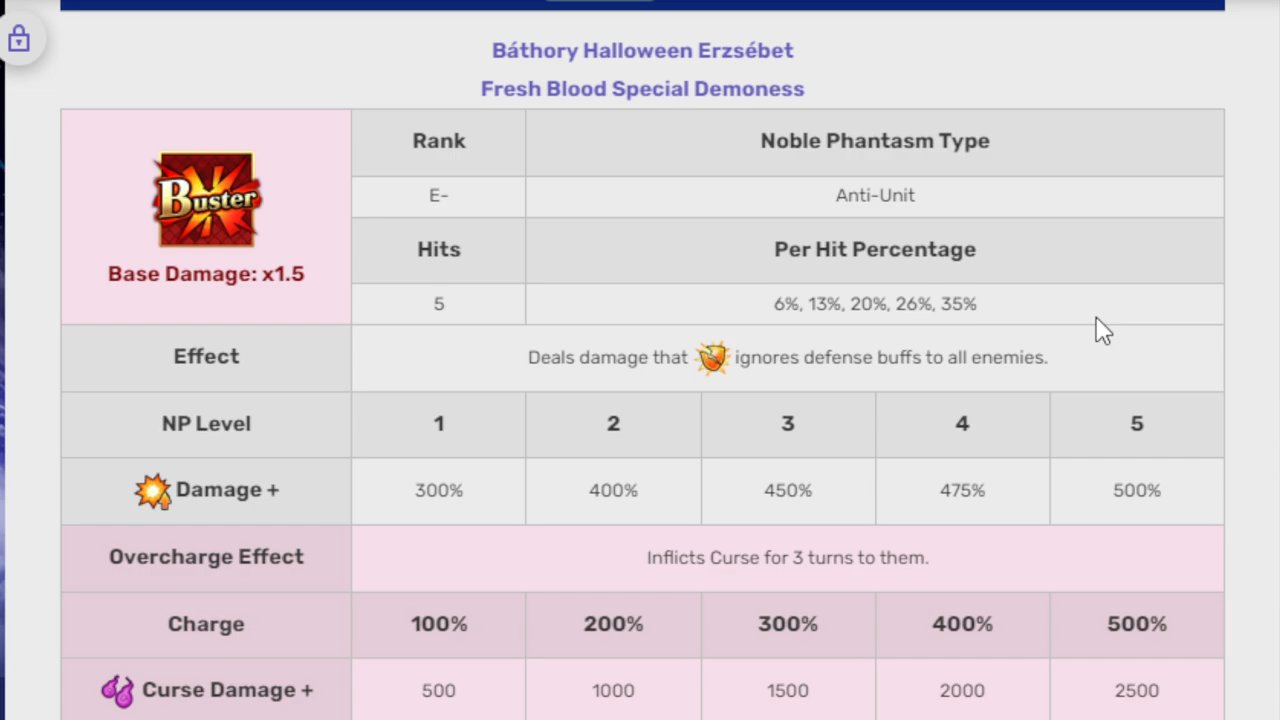 Báthory Halloween Erzsébet
Fresh Blood Special Demoness
Buster
Base Damage: x1.5
Rank
Noble Phantasm Type
E-
Anti-Unit
Hits
Per Hit Percentage
5
6%, 13%, 20%, 26%, 35%
Effect
Deals damage that ignores defense buffs to all enemies.
NP Level
1
2
3
4
5
Damage +
300%
400%
450%
475%
500%
Overcharge Effect
Inflicts Curse for 3 turns to them.
Charge
100%
200%
300%
400%
500%
Curse Damage +
500
1000
1500
2000
2500